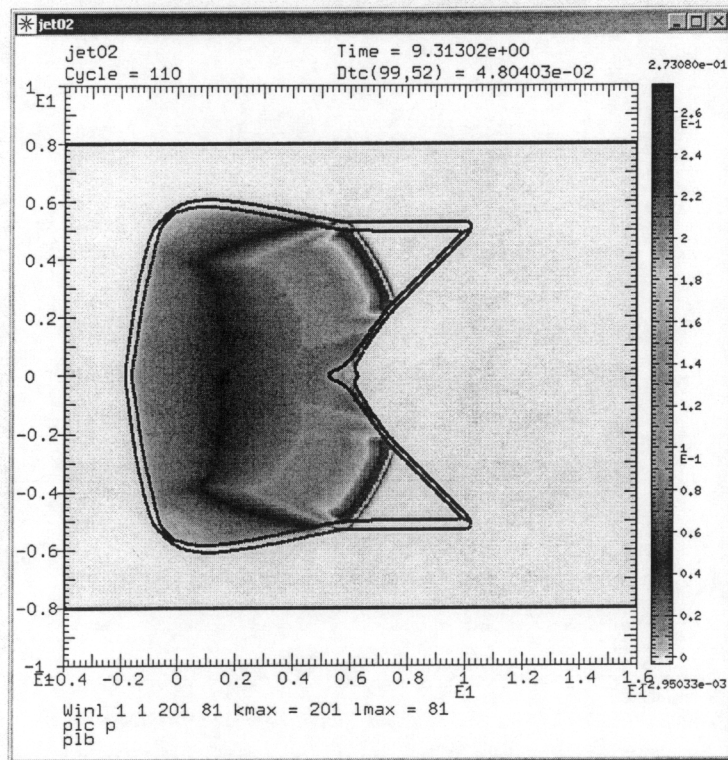 jet02
jet02
Time = 9.31302e+00
Cycle = 110
Dtc(99,52) = 4.80403e-02
2.73080e-01
1
E1
0.8
0.6
0.4
0.2
0
-0.2
-0.4
-0.6
-0.8
-1
E±0.4 -0.2 0 0.2 0.4 0.6 0.8 1 1.2 1.4 1.6
E1
E1
2.6
E-1
2.4
2.2
2
1.8
1.6
1.4
1.2
1
E-1
0.8
0.6
0.4
0.2
0
2.95033e-03
Winl 1 1 201 81 kmax = 201 lmax = 81
plc p
plb